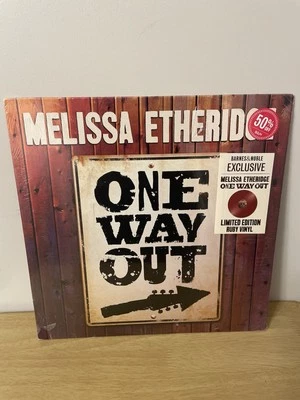 MELISSA ETHERIDGE
50%
BARNES & NOBLE
EXCLUSIVE
MELISSA ETHERIDGE
ONE WAY OUT
LIMITED EDITION
RUBY VINYL
ONE
WAY
OUT